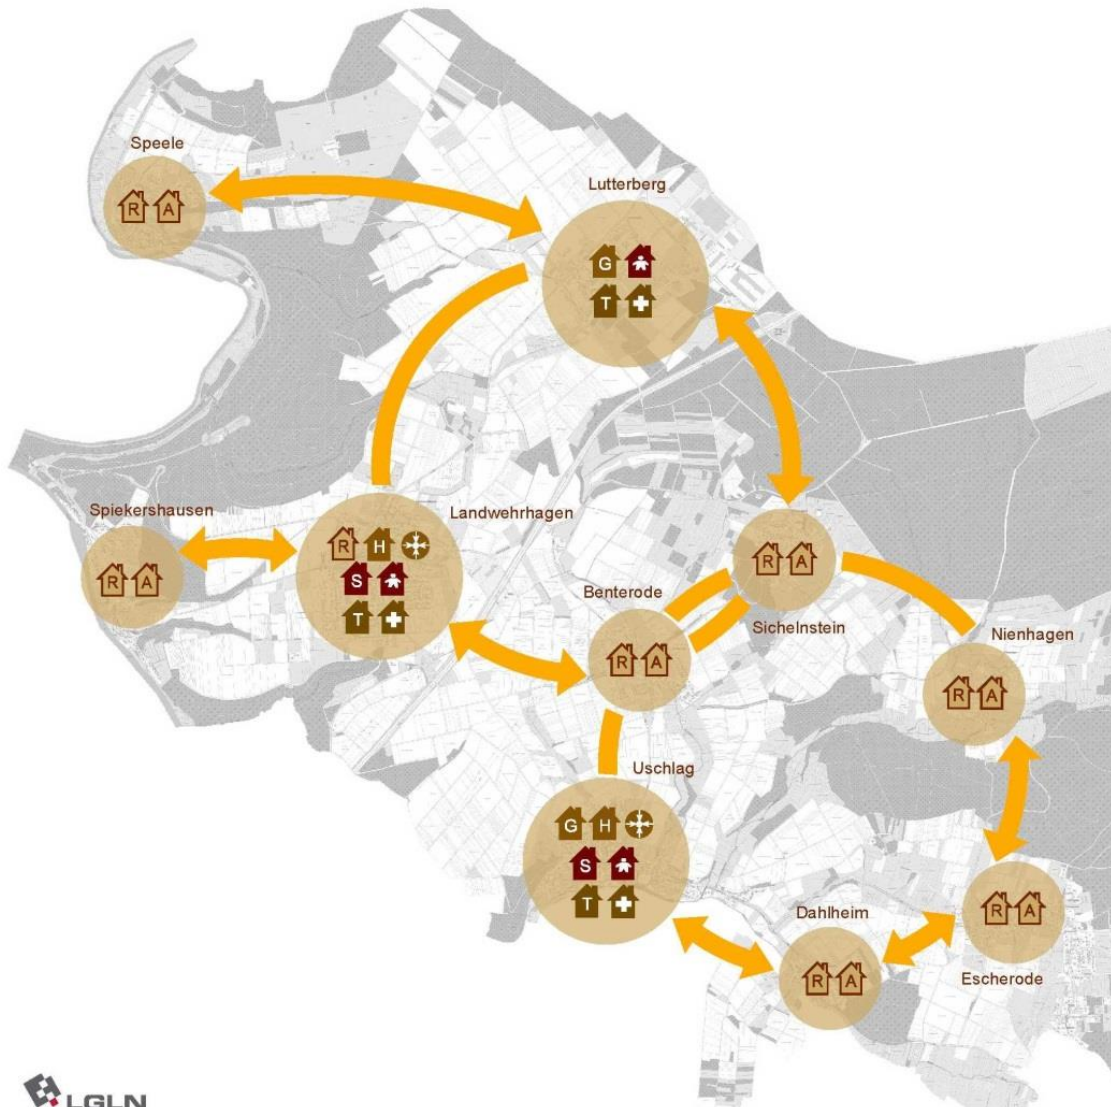 Speele
R A
Lutterberg
G
T
Spiekershausen
R A
Landwehrhagen
R H
S
T
Benterode
R A
R A
Sichelnstein
Nienhagen
R A
Uschlag
G H
S
T
Dahlheim
R A
R A
Escherode
LGLN